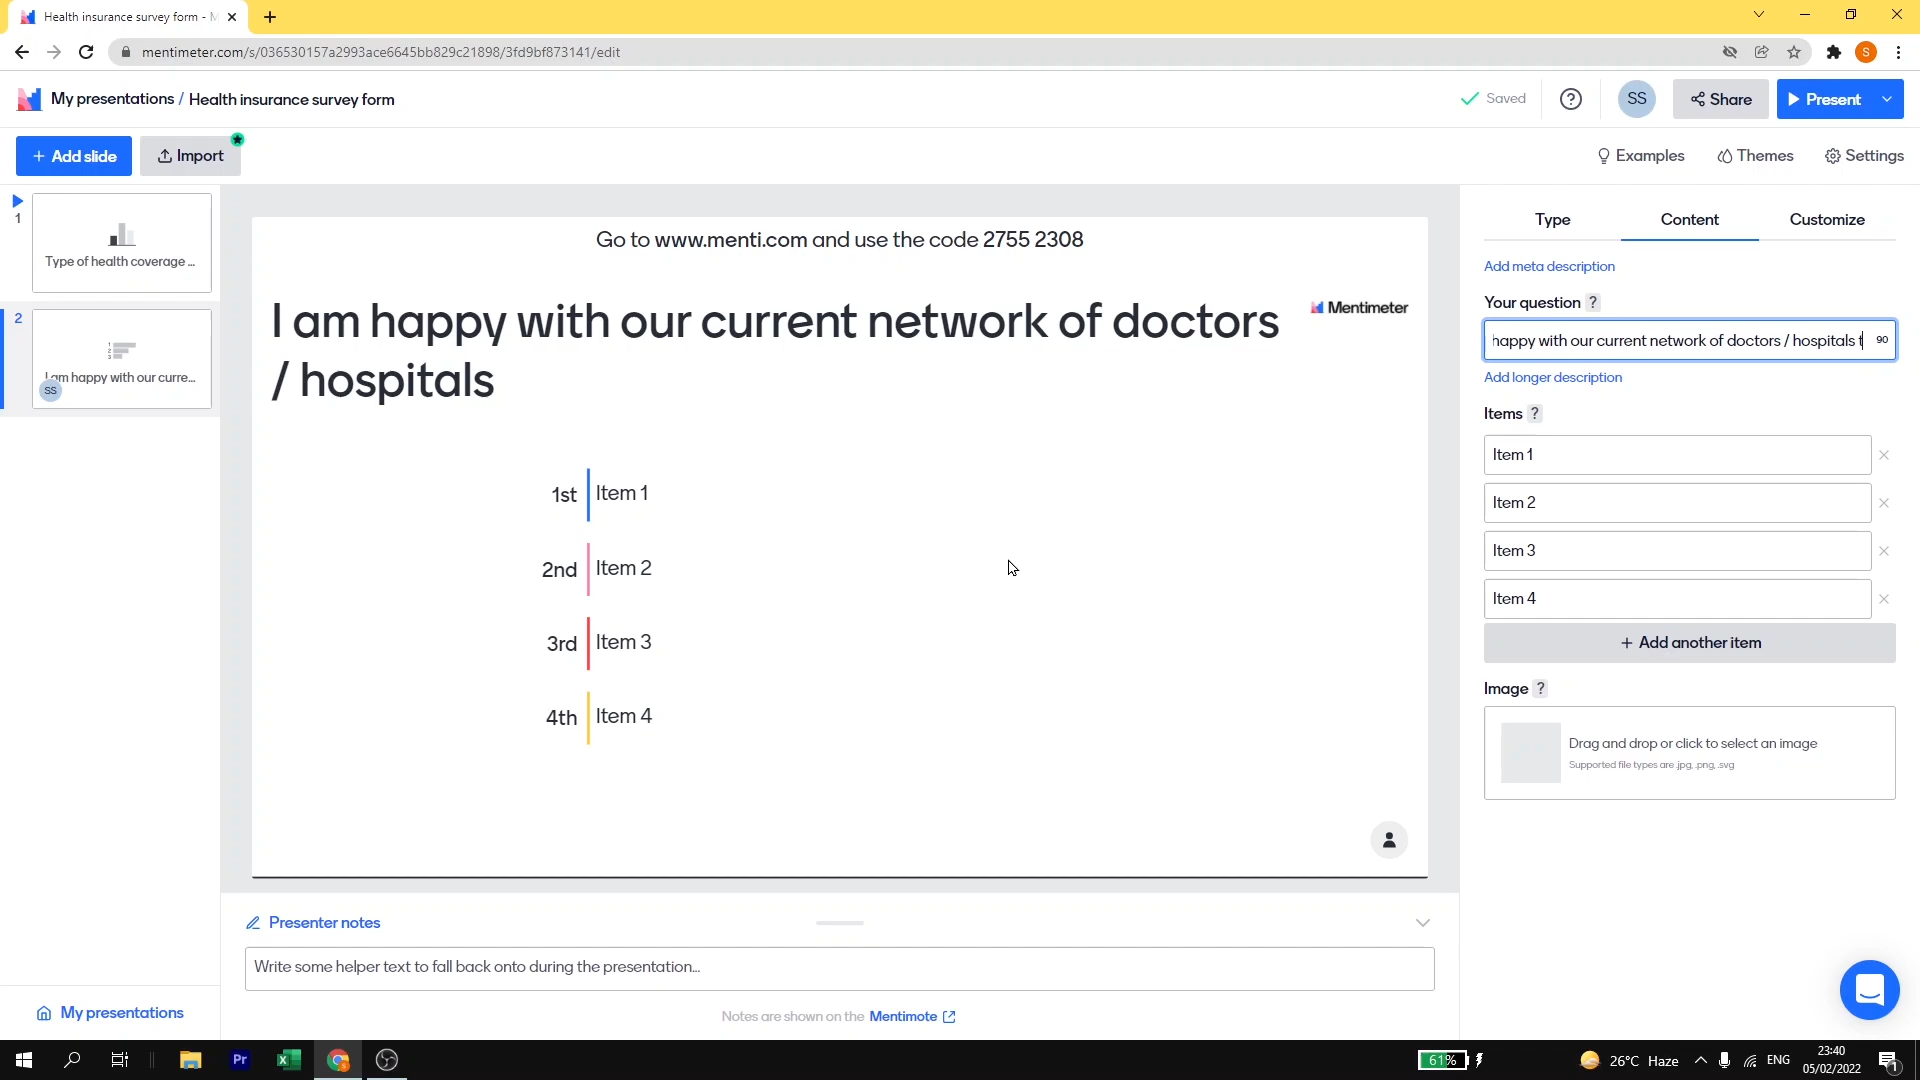 Health insurance survey form - M
mentimeter.com/s/036530157a2993ace6645bb829c21898/3fd9bf873141/edit
S
My presentations / Health insurance survey form
Saved
?
SS
Share
Present
+ Add slide
Import
Examples
Themes
Settings
1
Type of health coverage ...
2
I am happy with our curre...
SS
Go to www.menti.com and use the code 2755 2308
I am happy with our current network of doctors
/ hospitals
Mentimeter
1st Item 1
2nd Item 2
3rd Item 3
4th Item 4
Type
Content
Customize
Add meta description
Your question ?
happy with our current network of doctors / hospitals t
90
Add longer description
Items ?
Item 1
Item 2
Item 3
Item 4
+ Add another item
Image ?
Drag and drop or click to select an image
Supported file types are .jpg, .png, .svg
Presenter notes
Write some helper text to fall back onto during the presentation...
Notes are shown on the Mentimote
My presentations
Pr
61%
26°C Haze
ENG
23:40
05/02/2022
1